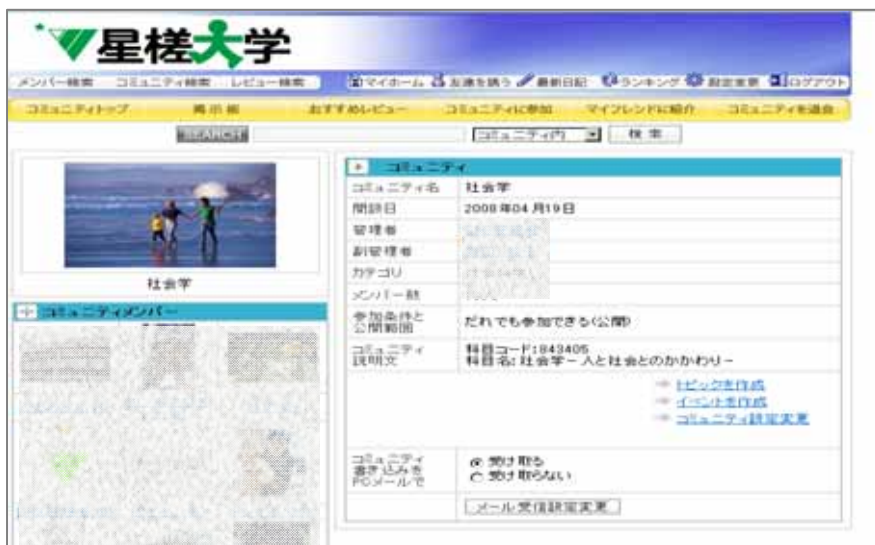 星槎大学
メンバー検索 コミュニティ検索 レビュー検索 マイホーム 友達を誘う 最新日記 ランキング 設定変更 ログアウト
コミュニティトップ 掲示板 おすすめレビュー コミュニティに参加 マイフレンドに紹介 コミュニティを退会
SEARCH コミュニティ内 検索
社会学
コミュニティメンバー
コミュニティ
コミュニティ名 社会学
開設日 2008年04月19日
管理者
副管理者
カテゴリ
メンバー数
参加条件と
公開範囲
だれでも参加できる(公開)
コミュニティ
説明文
科目コード:843405
科目名:社会学-人と社会とのかかわり-
トピックを作成
イベントを作成
コミュニティ設定変更
コミュニティ
書き込みを
PCメールで
受け取る
受け取らない
メール受信設定変更